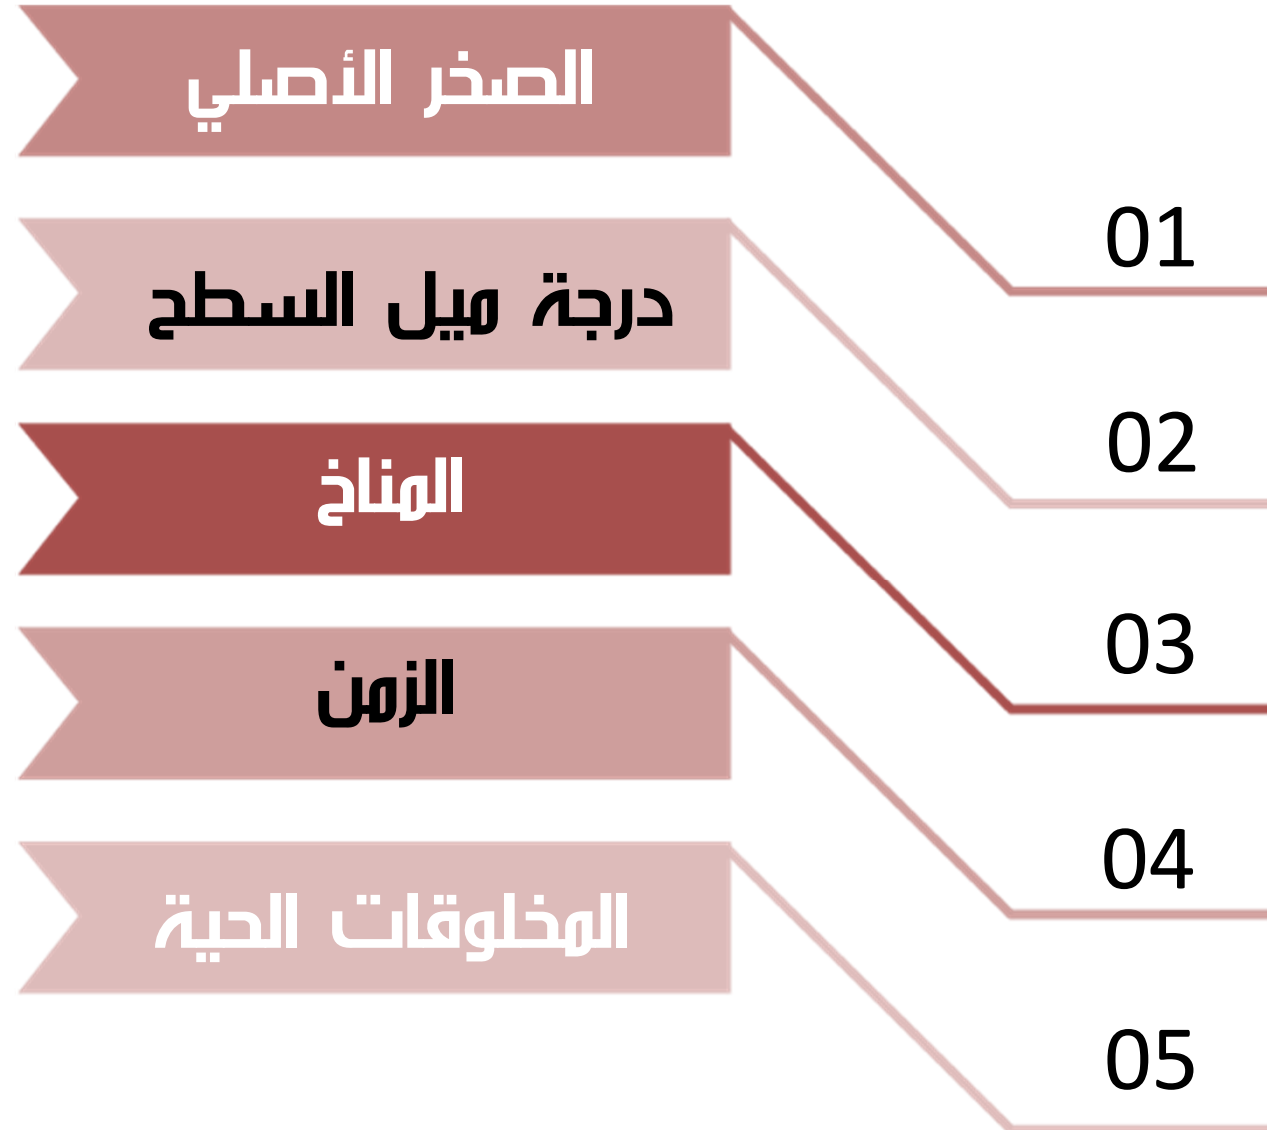 الصخر الأصلي
01
درجة ميل السطح
02
المناخ
03
الزمن
04
المخلوقات الحية
05